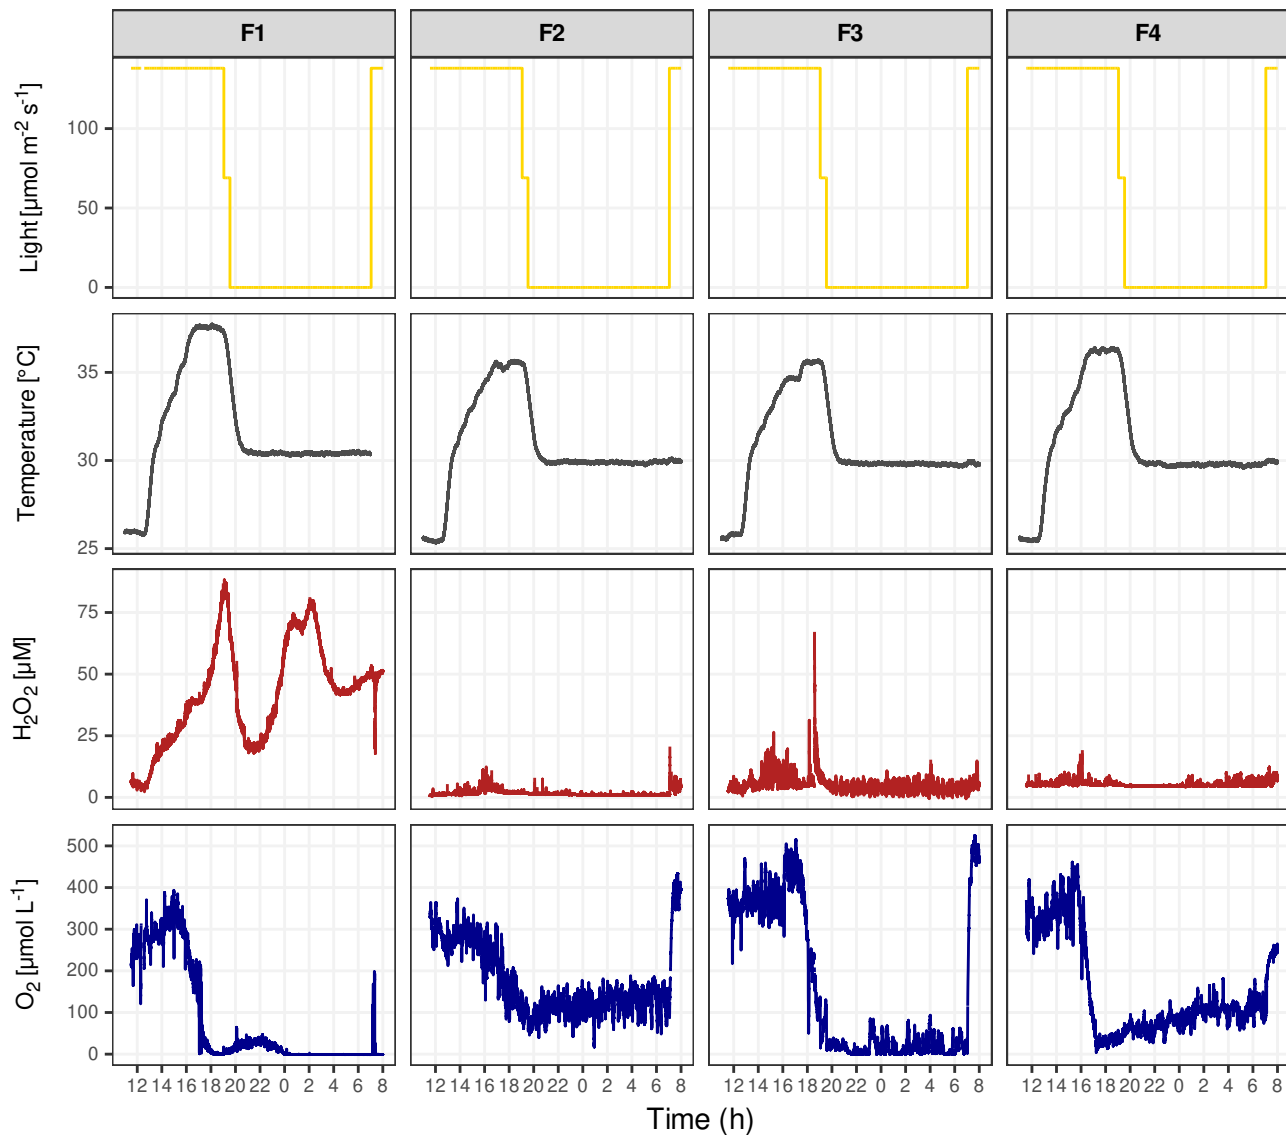 F1 F2 F3 F4
Light [µmol m⁻² s⁻¹]
100
50
0
Temperature [°C]
35
30
25
H₂O₂ [µM]
75
50
25
0
O₂ [µmol L⁻¹]
500
400
300
200
100
0
12 14 16 18 20 22 0 2 4 6 8 12 14 16 18 20 22 0 2 4 6 8 12 14 16 18 20 22 0 2 4 6 8 12 14 16 18 20 22 0 2 4 6 8
Time (h)